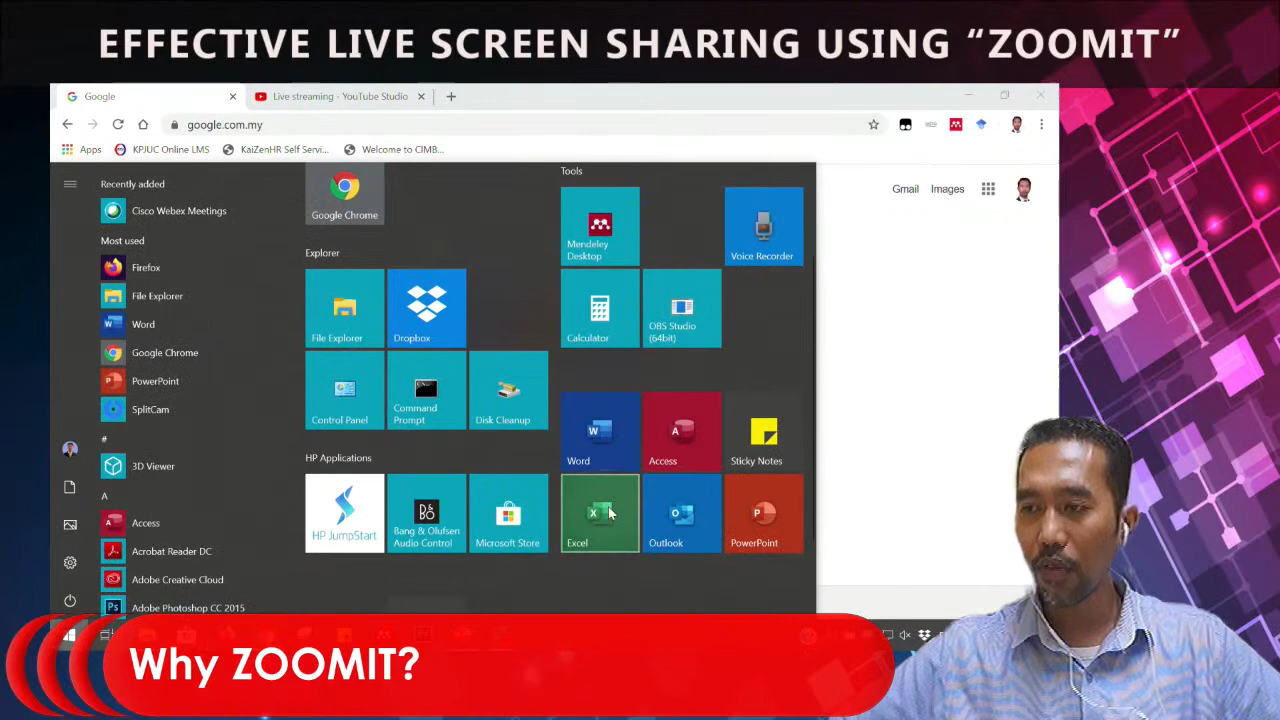 EFFECTIVE LIVE SCREEN SHARING USING “ZOOMIT”
Google
Live streaming - YouTube Studio
google.com.my
Apps
KPJUC Online LMS
KaiZenHR Self Servi...
Welcome to CIMB...
Gmail
Images
Recently added
Cisco Webex Meetings
Most used
Firefox
File Explorer
Word
Google Chrome
PowerPoint
SplitCam
#
3D Viewer
A
Access
Acrobat Reader DC
Adobe Creative Cloud
Adobe Photoshop CC 2015
Google Chrome
Explorer
File Explorer
Dropbox
Control Panel
Command
Prompt
Disk Cleanup
HP Applications
HP JumpStart
Bang & Olufsen
Audio Control
Microsoft Store
Tools
Mendeley
Desktop
Voice Recorder
Calculator
OBS Studio
(64bit)
Word
Access
Sticky Notes
Excel
Outlook
PowerPoint
Why ZOOMIT?